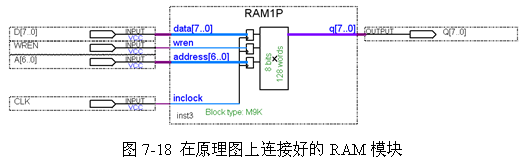 RAM1P
D[7..0] INPUT VCC data[7..0] q[7..0] OUTPUT Q[7..0]
WREN INPUT VCC wren
A[6..0] INPUT VCC address[6..0]
8 bits
128 words
CLK INPUT VCC inclock
inst3 Block type: M9K
图 7-18 在原理图上连接好的 RAM 模块